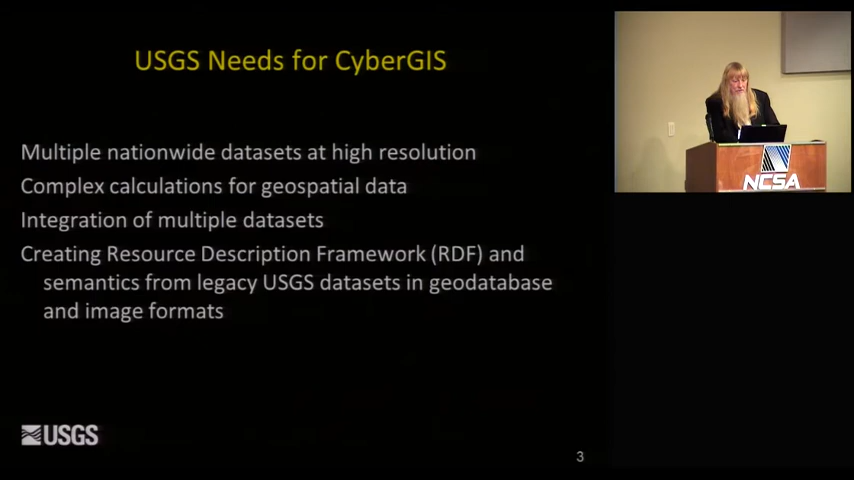 USGS Needs for CyberGIS
Multiple nationwide datasets at high resolution
Complex calculations for geospatial data
Integration of multiple datasets
Creating Resource Description Framework (RDF) and
semantics from legacy USGS datasets in geodatabase
and image formats
USGS
3
NCSA